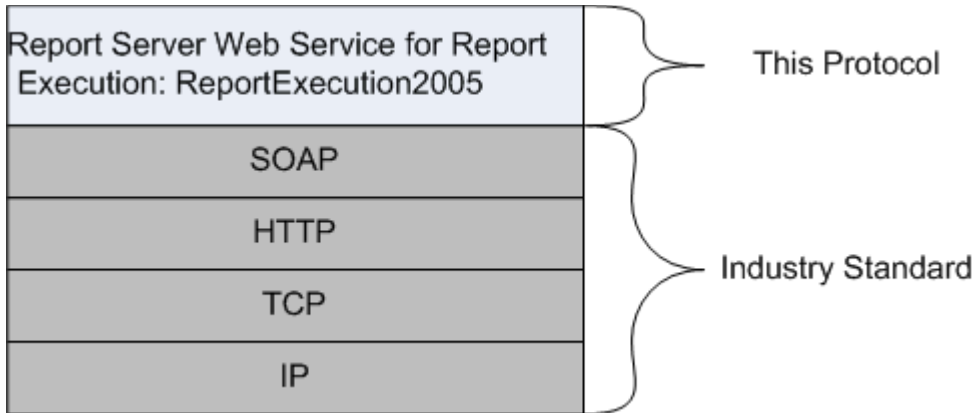 Report Server Web Service for Report
Execution: ReportExecution2005
This Protocol
SOAP
HTTP
TCP
IP
Industry Standard